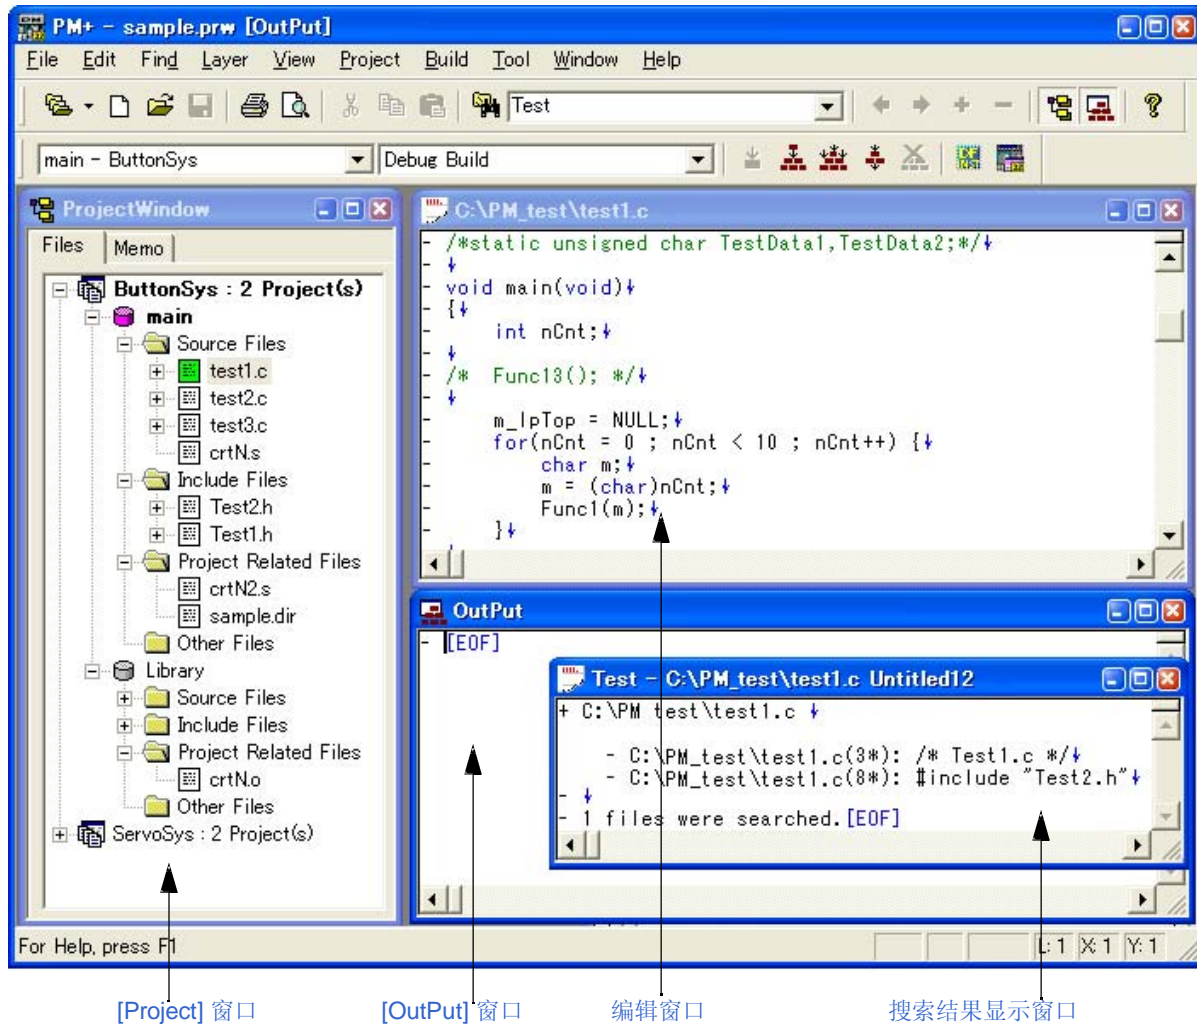 PM+ - sample.prw [OutPut]
File Edit Find Layer View Project Build Tool Window Help
Test
main - ButtonSys
Debug Build
ProjectWindow
Files Memo
ButtonSys : 2 Project(s)
main
Source Files
test1.c
test2.c
test3.c
crtN.s
Include Files
Test2.h
Test1.h
Project Related Files
crtN2.s
sample.dir
Other Files
Library
Source Files
Include Files
Project Related Files
crtN.o
Other Files
ServoSys : 2 Project(s)
C:\PM_test\test1.c
- /*static unsigned char TestData1,TestData2;*/↓
- ↓
- void main(void)↓
- {↓
-     int nCnt;↓
- ↓
- /*  Func13(); */↓
- ↓
-     m_lpTop = NULL;↓
-     for(nCnt = 0 ; nCnt < 10 ; nCnt++) {↓
-         char m;↓
-         m = (char)nCnt;↓
-         Func1(m);↓
-     }↓
OutPut
- [EOF]
Test - C:\PM_test\test1.c Untitled12
+ C:\PM test\test1.c ↓
- C:\PM_test\test1.c(3*): /* Test1.c */↓
- C:\PM_test\test1.c(8*): #include "Test2.h"↓
- ↓
- 1 files were searched.[EOF]
For Help, press F1
L: 1 X: 1 Y: 1
[Project] 窗口
[OutPut] 窗口
编辑窗口
搜索结果显示窗口